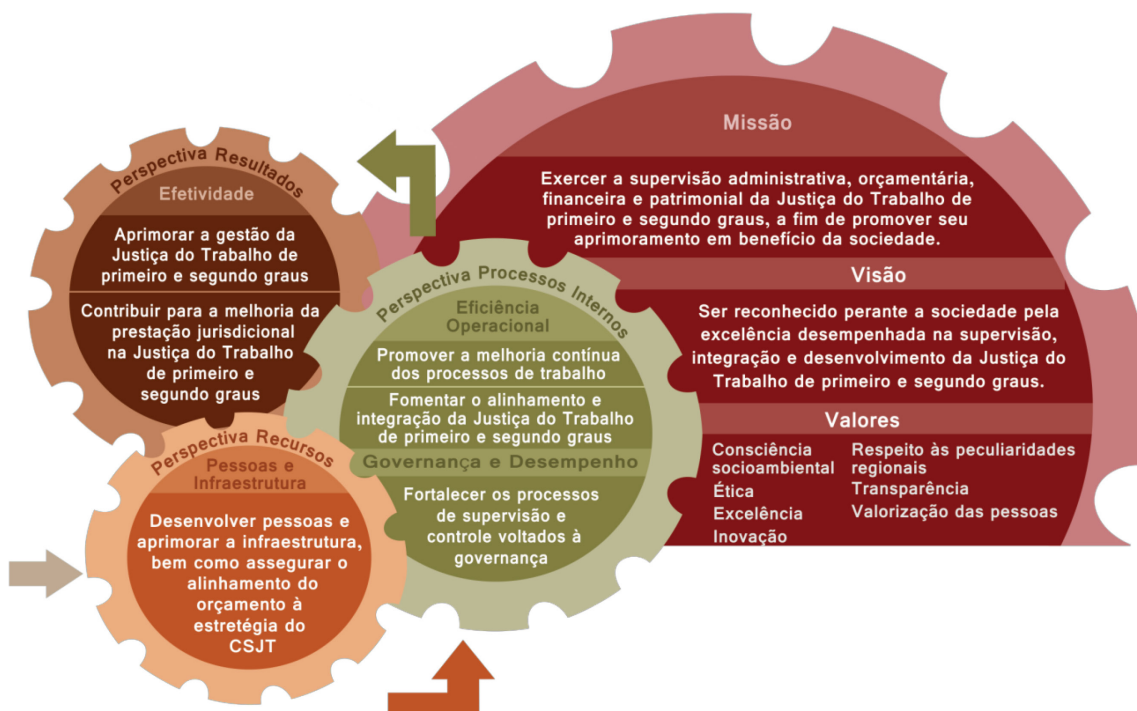 Missão
Exercer a supervisão administrativa, orçamentária,
financeira e patrimonial da Justiça do Trabalho de
primeiro e segundo graus, a fim de promover seu
aprimoramento em benefício da sociedade.
Visão
Ser reconhecido perante a sociedade pela
excelência desempenhada na supervisão,
integração e desenvolvimento da Justiça do
Trabalho de primeiro e segundo graus.
Valores
Consciência
socioambiental
Ética
Excelência
Inovação
Respeito às peculiaridades
regionais
Transparência
Valorização das pessoas
Perspectiva Resultados
Efetividade
Aprimorar a gestão da
Justiça do Trabalho de
primeiro e segundo graus
Contribuir para a melhoria da
prestação jurisdicional
na Justiça do Trabalho
de primeiro e
segundo graus
Perspectiva Processos Internos
Eficiência
Operacional
Promover a melhoria contínua
dos processos de trabalho
Fomentar o alinhamento e
integração da Justiça do Trabalho
de primeiro e segundo graus
Governança e Desempenho
Fortalecer os processos
de supervisão e
controle voltados à
governança
Perspectiva Recursos
Pessoas e
Infraestrutura
Desenvolver pessoas e
aprimorar a infraestrutura,
bem como assegurar o
alinhamento do
orçamento à
estretégia do
CSJT